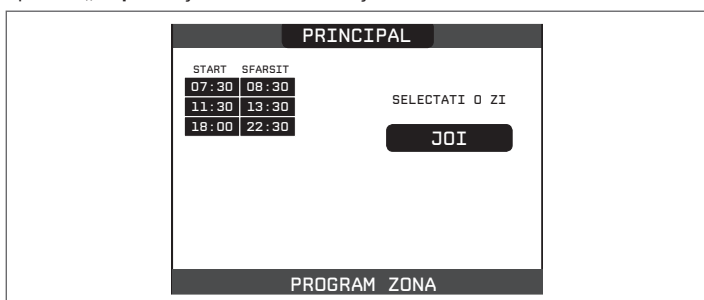 PRINCIPAL
START SFARSIT
07:30 08:30
11:30 13:30
18:00 22:30
SELECTATI O ZI
JOI
PROGRAM ZONA